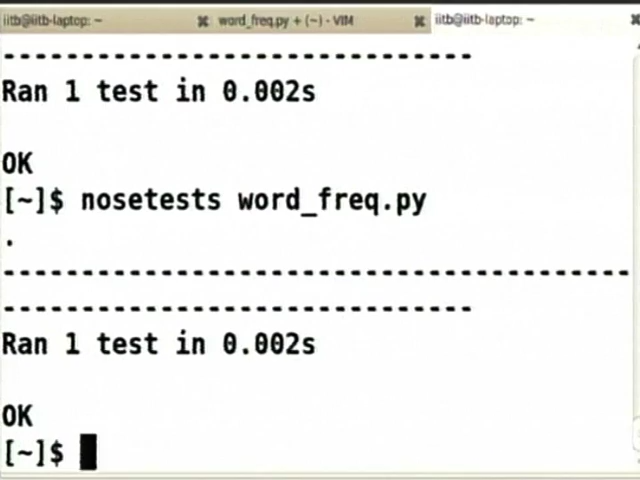 iitb@iitb-laptop: ~ ✖ word_freq.py + (~) - VIM ✖ iitb@iitb-laptop: ~ ✖
------------------------------
Ran 1 test in 0.002s
OK
[~]$ nosetests word_freq.py
.
----------------------------------------
------------------------------
Ran 1 test in 0.002s
OK
[~]$